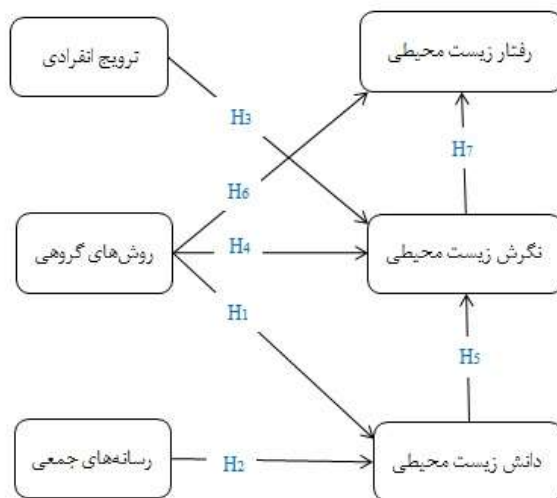 رفتار زیست محیطی
ترویج انفرادی
H3
H7
H6
نگرش زیست محیطی
H4
روش‌های گروهی
H1
H5
دانش زیست محیطی
H2
رسانه‌های جمعی